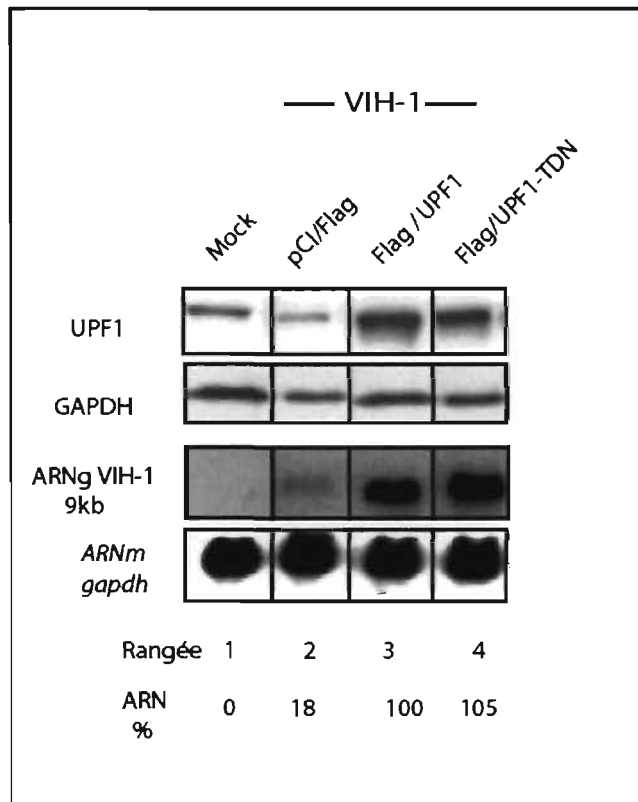 VIH-1
Mock pCI/Flag Flag/UPF1 Flag/UPF1-TDN
UPF1
GAPDH
ARNg VIH-1
9kb
ARNm
gapdh
Rangée 1 2 3 4
ARN
% 0 18 100 105